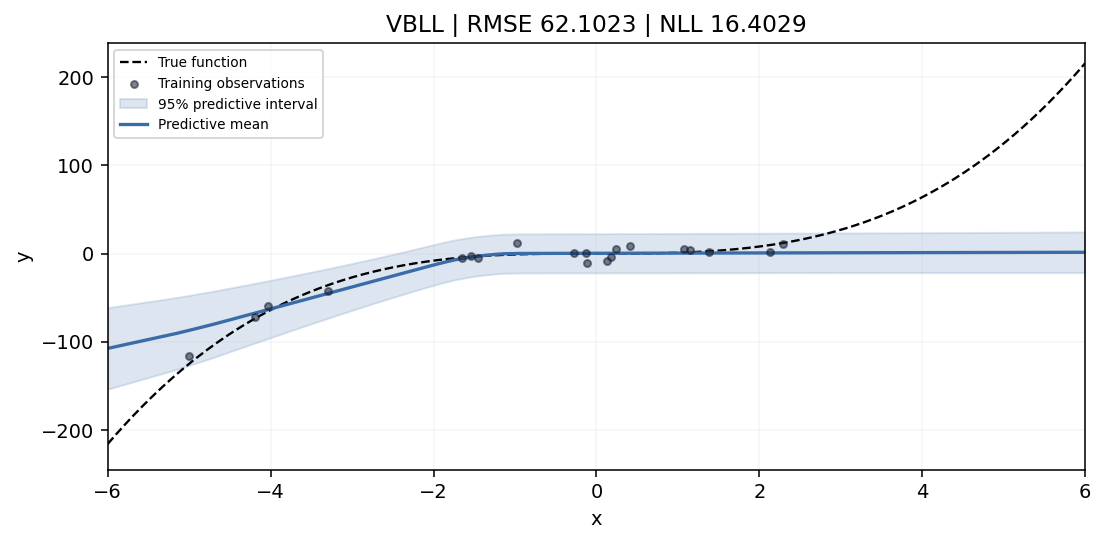 VBLL | RMSE 62.1023 | NLL 16.4029
True function
Training observations
95% predictive interval
Predictive mean
200
100
0
−100
−200
y
−6 −4 −2 0 2 4 6
x